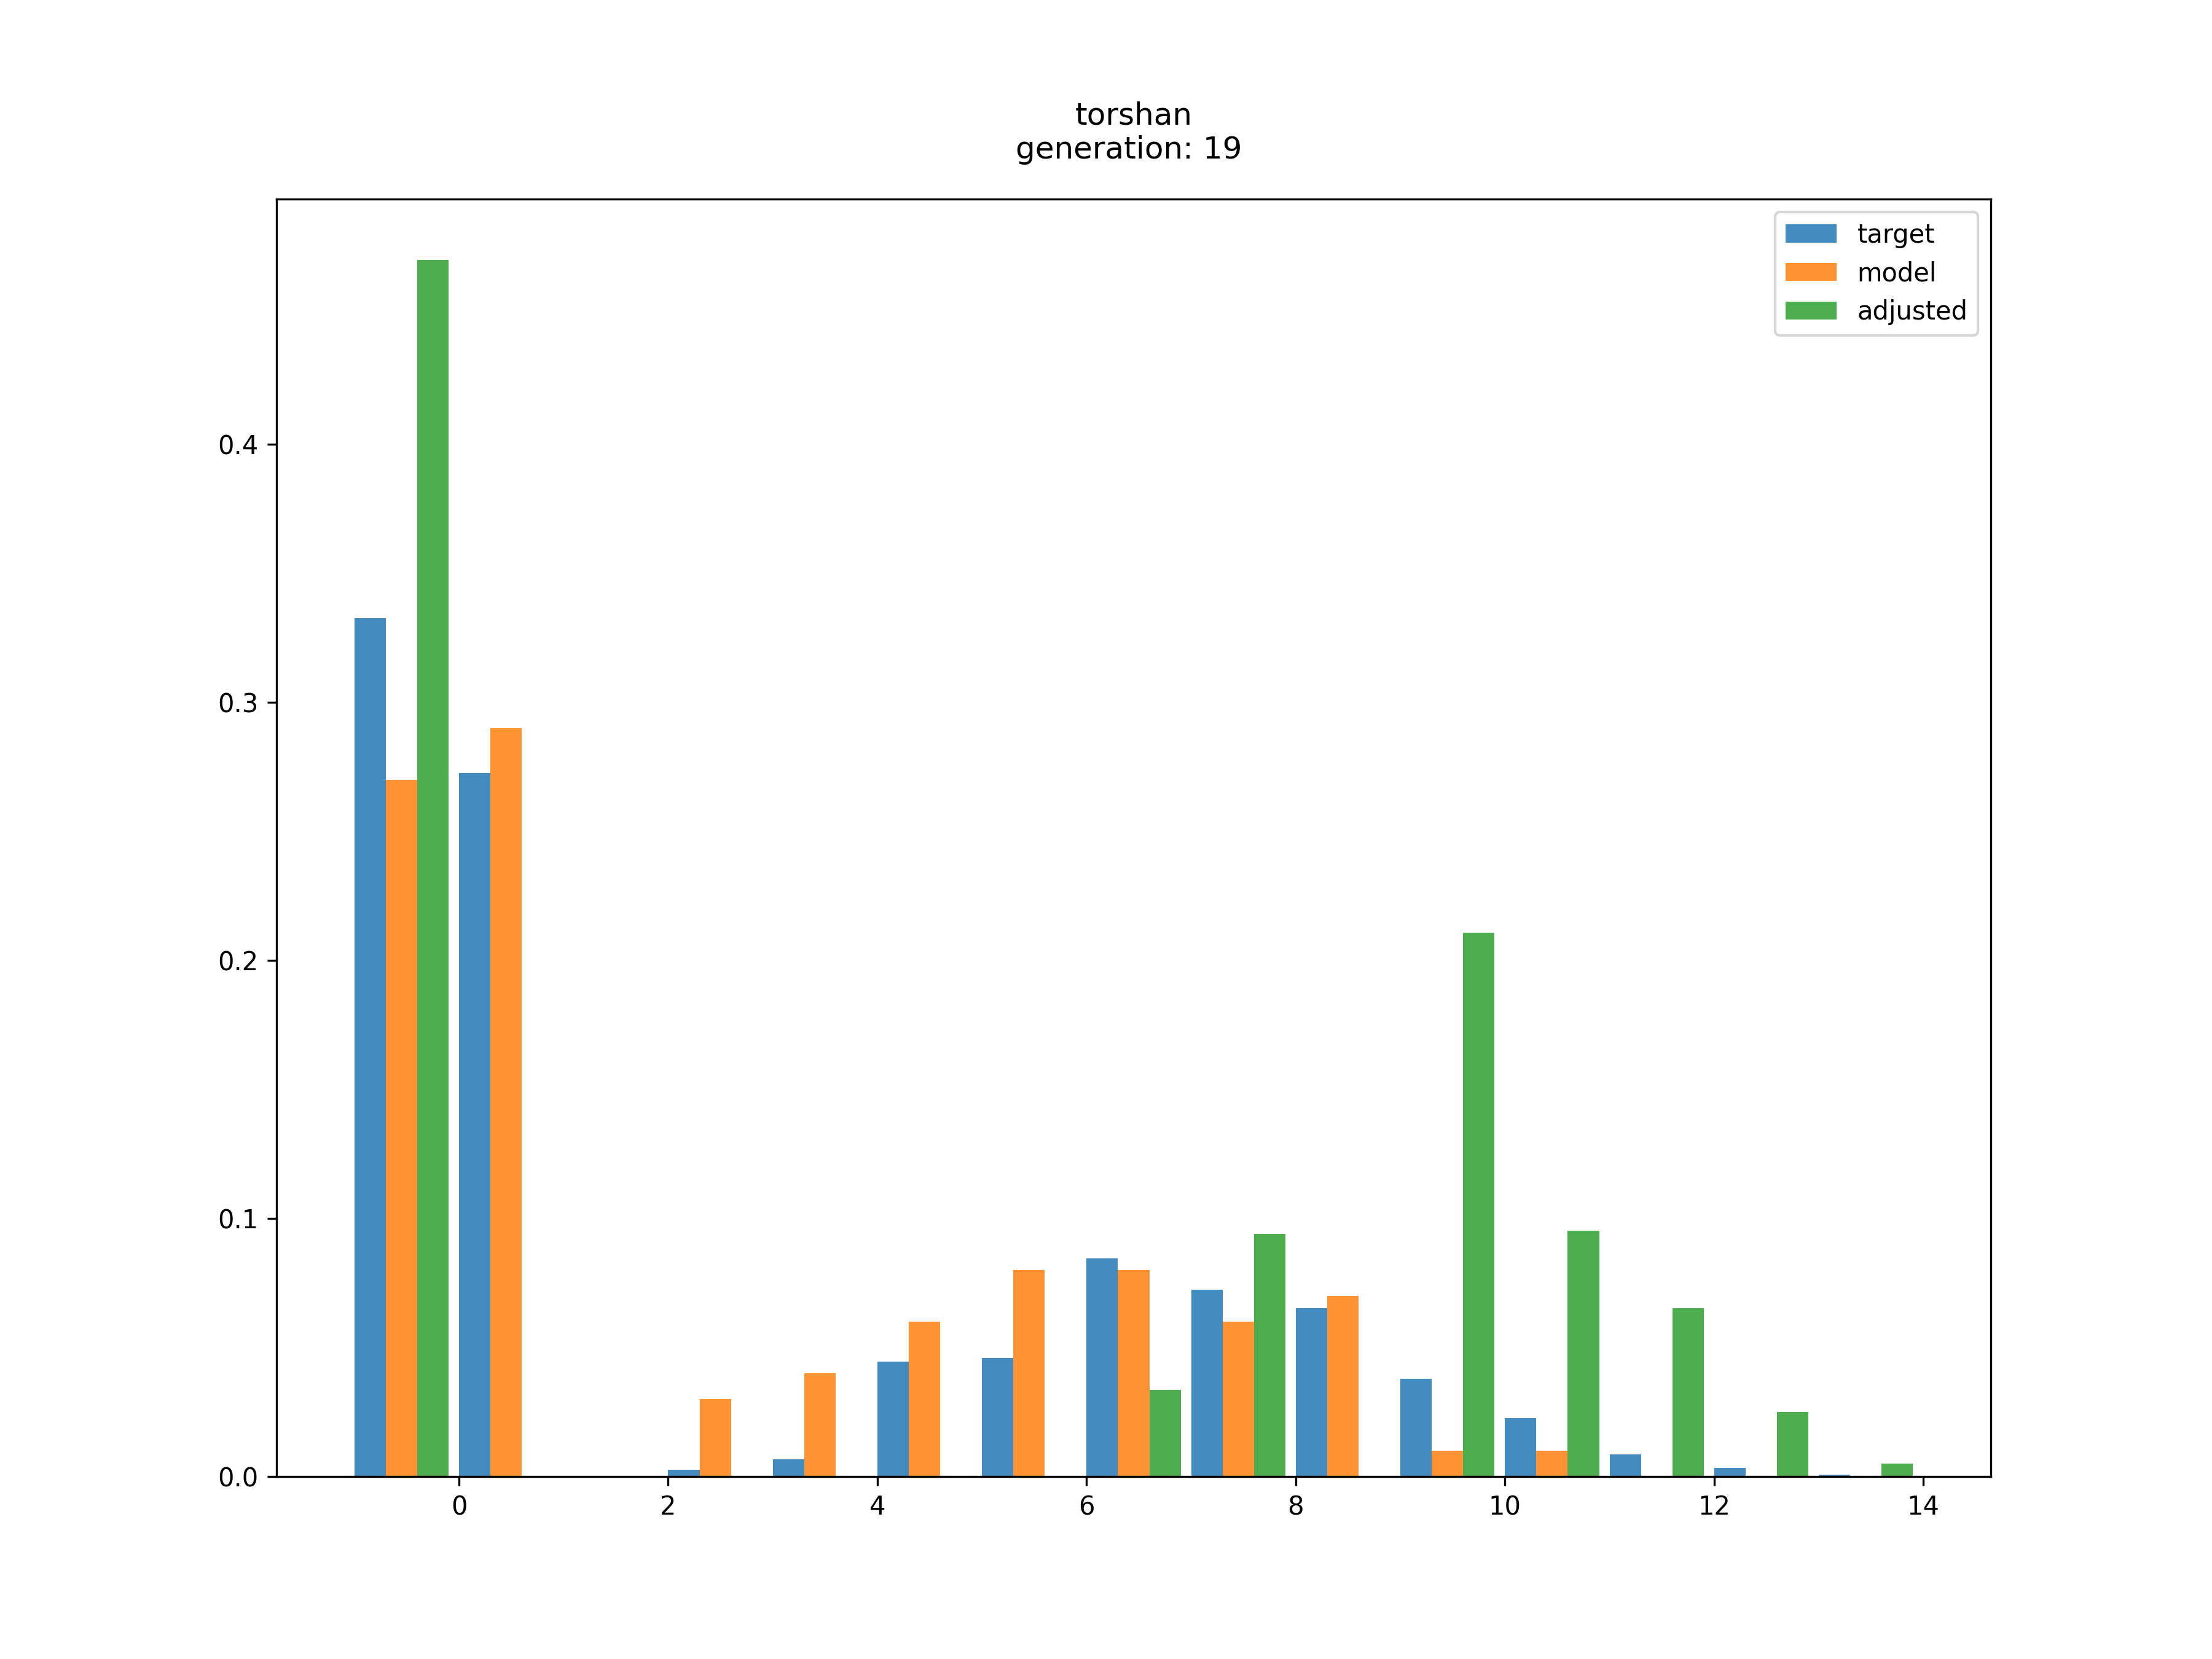 torshan
generation: 19
target
model
adjusted
0.4
0.3
0.2
0.1
0.0
0 2 4 6 8 10 12 14